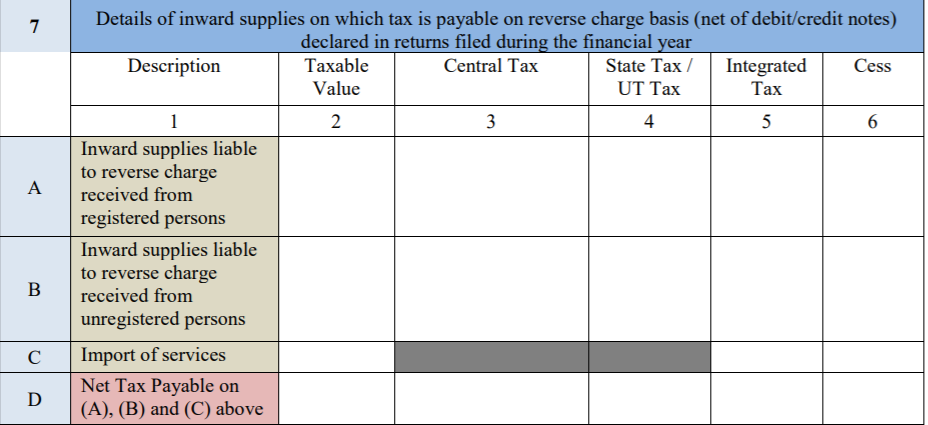 7
Details of inward supplies on which tax is payable on reverse charge basis (net of debit/credit notes)
declared in returns filed during the financial year
Description
Taxable
Value
Central Tax
State Tax /
UT Tax
Integrated
Tax
Cess
1
2
3
4
5
6
A
Inward supplies liable
to reverse charge
received from
registered persons
B
Inward supplies liable
to reverse charge
received from
unregistered persons
C
Import of services
D
Net Tax Payable on
(A), (B) and (C) above